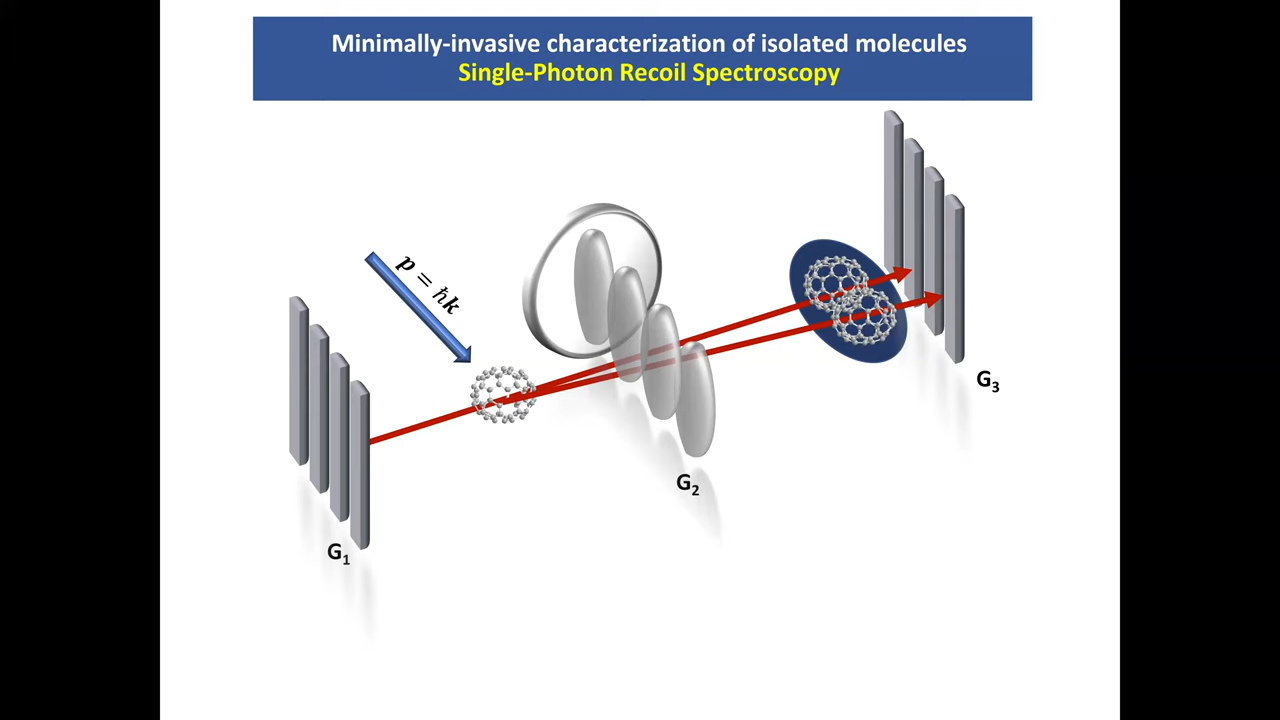 Minimally-invasive characterization of isolated molecules
Single-Photon Recoil Spectroscopy
p = ℏk
G₃
G₂
G₁